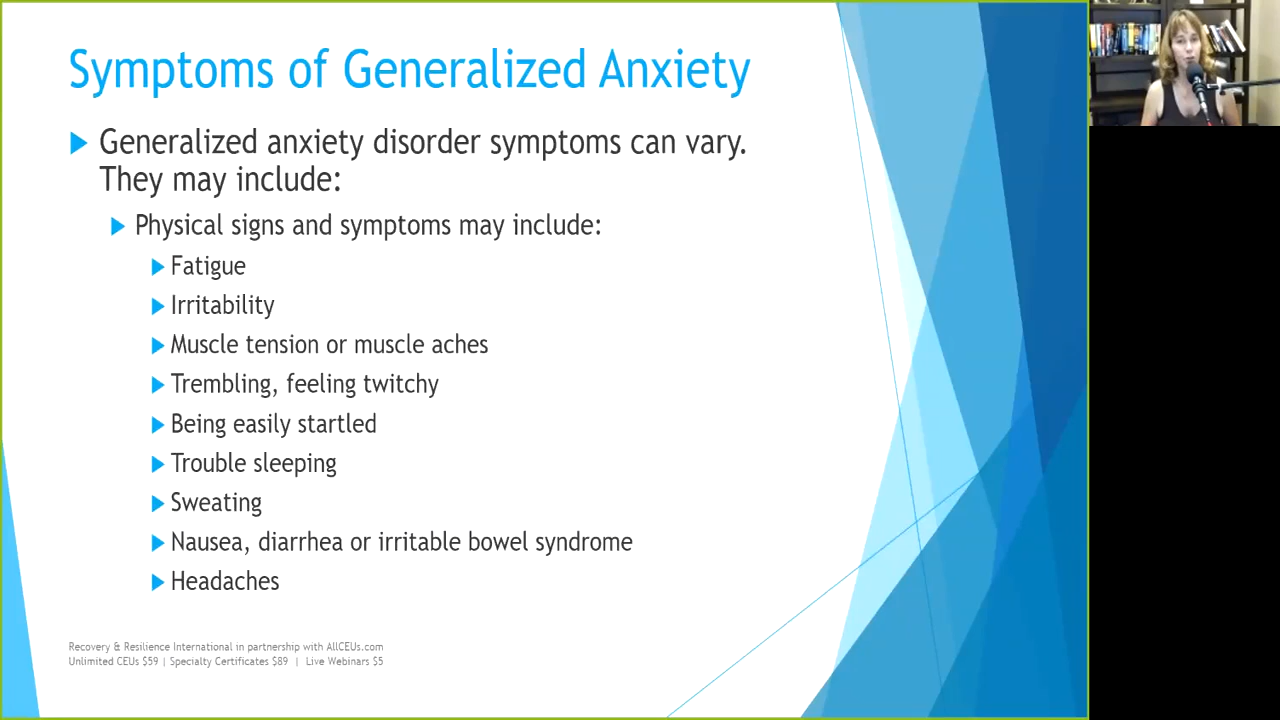 Symptoms of Generalized Anxiety
Generalized anxiety disorder symptoms can vary.
They may include:
Physical signs and symptoms may include:
Fatigue
Irritability
Muscle tension or muscle aches
Trembling, feeling twitchy
Being easily startled
Trouble sleeping
Sweating
Nausea, diarrhea or irritable bowel syndrome
Headaches
Recovery & Resilience International in partnership with AllCEUs.com
Unlimited CEUs $59 | Specialty Certificates $89 | Live Webinars $5